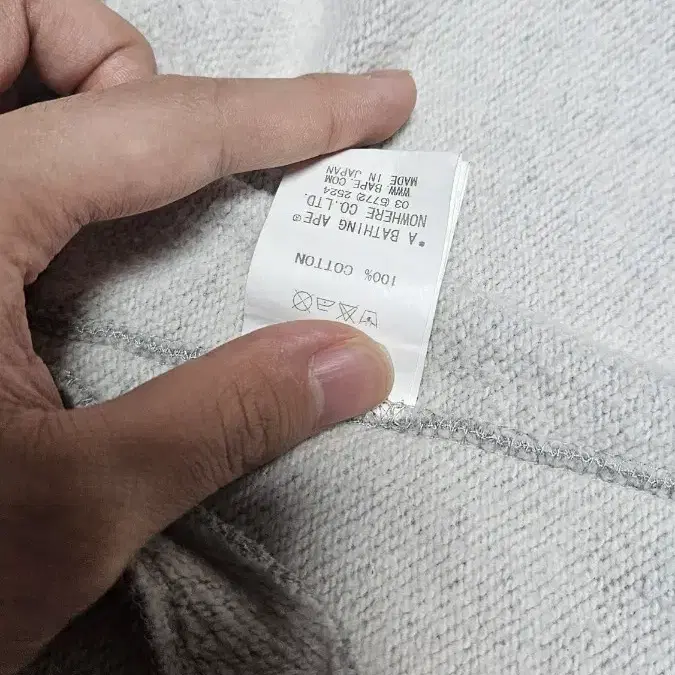 100% COTTON
*A BATHING APE®
NOWHERE CO.LTD.
03 (5772) 2524
WWW. BAPE. COM
MADE IN JAPAN